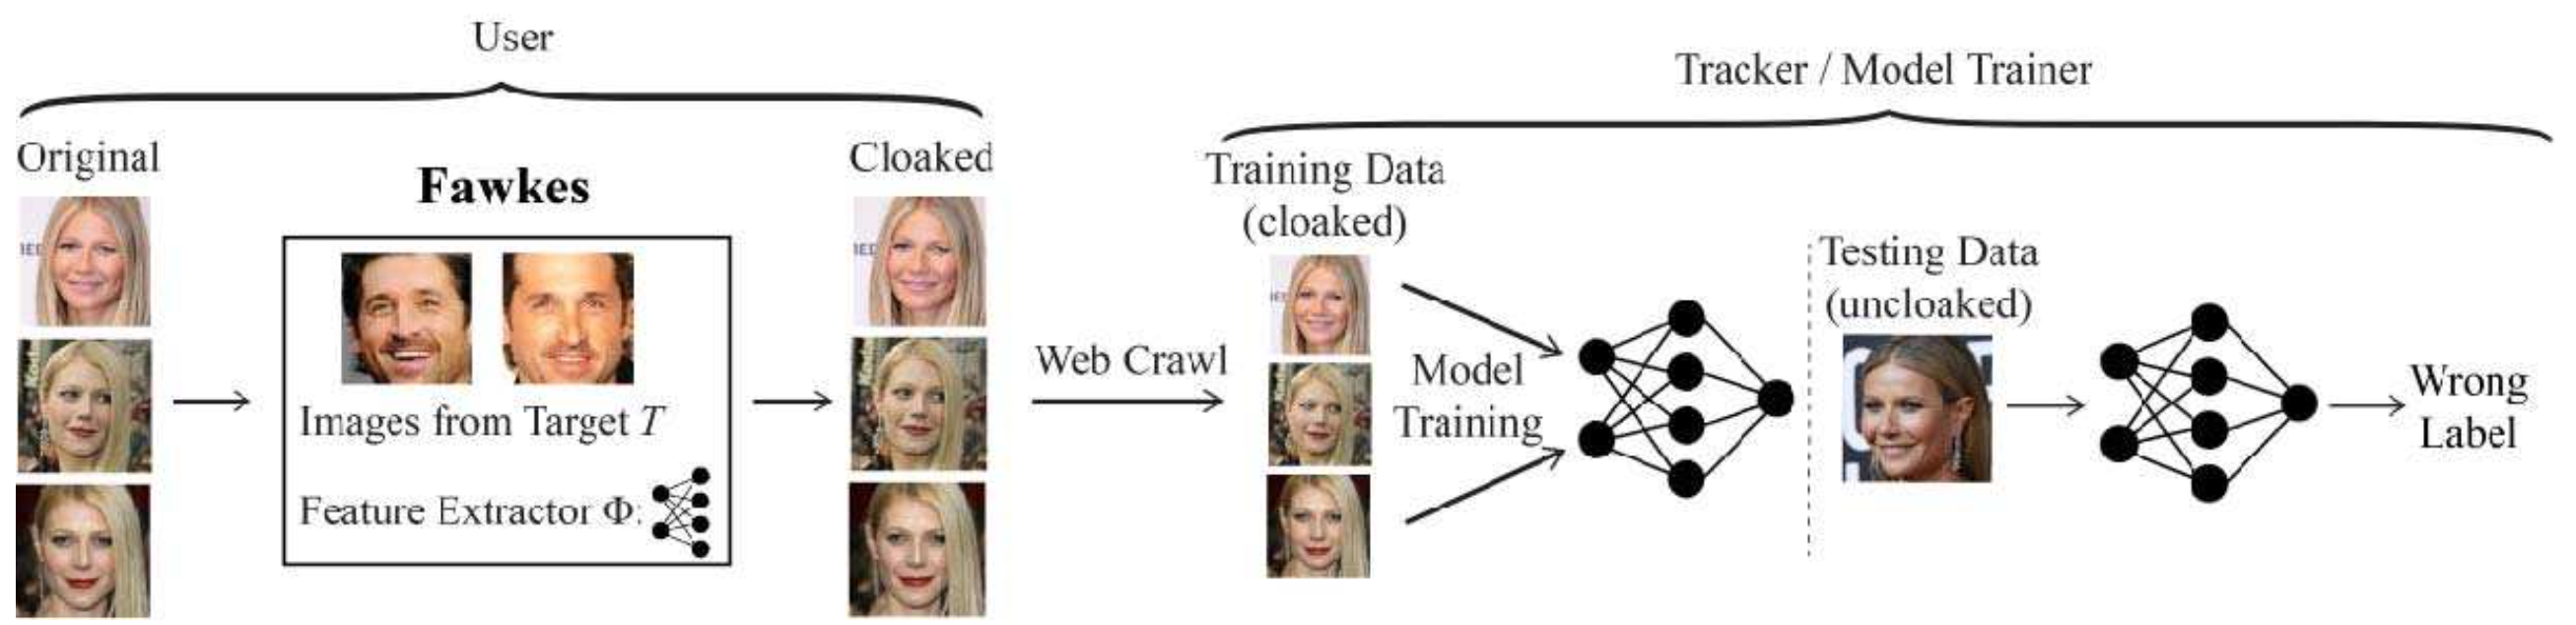 User
Tracker / Model Trainer
Original
Fawkes
Cloaked
Images from Target T
Feature Extractor Φ:
Web Crawl
Training Data
(cloaked)
Model
Training
Testing Data
(uncloaked)
Wrong
Label